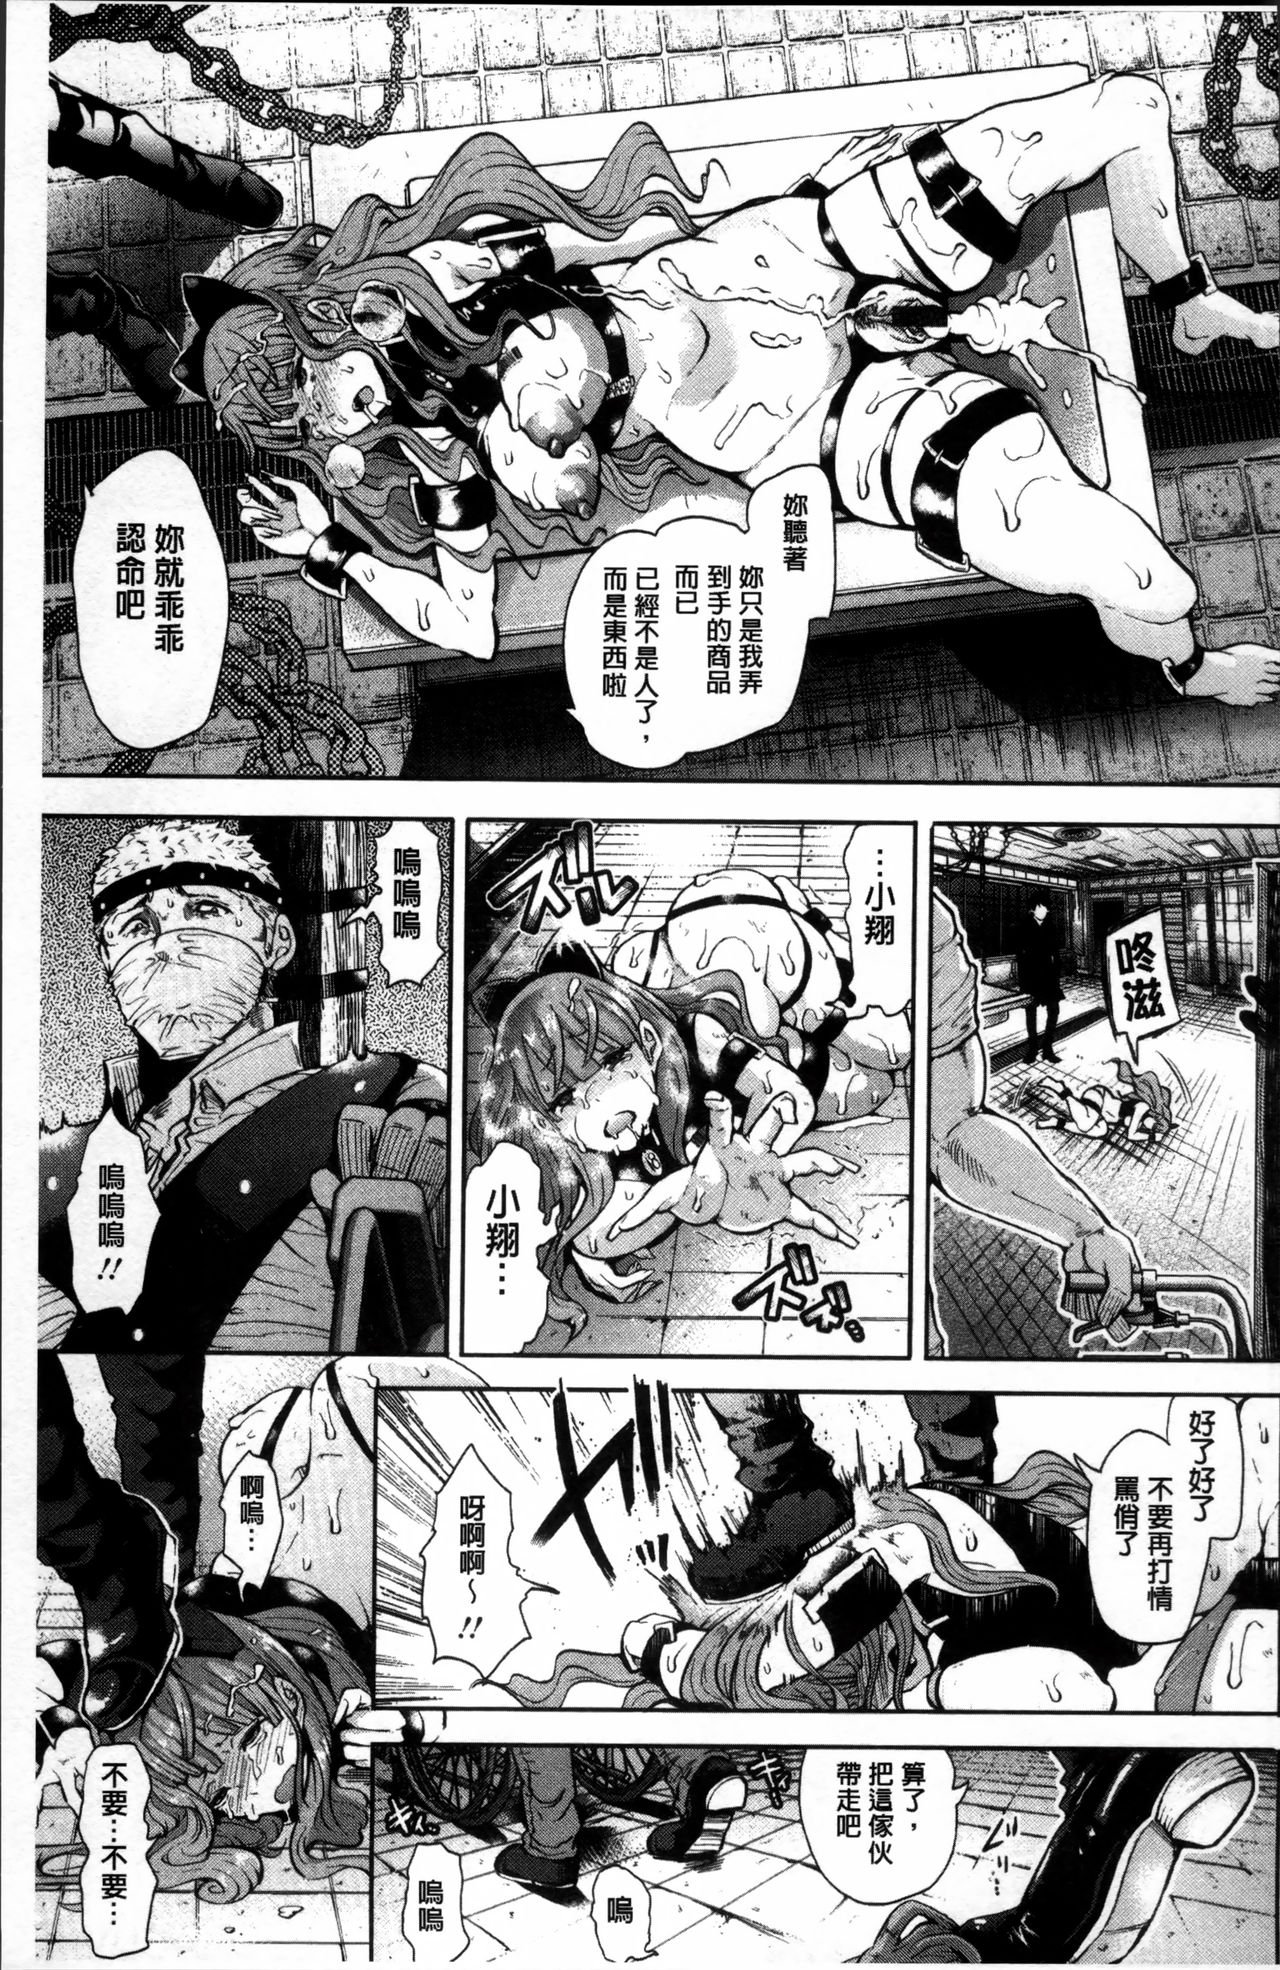 妳聽著
妳只是我弄
到手的商品
而已
已經不是人了，
而是東西啦
妳就乖乖
認命吧
咚滋
…小翔
ズル
小翔…
ズズ…
嗚嗚嗚
嗚嗚嗚!!
好了好了
不要再打情
罵俏了
呀啊啊～!!
啊嗚…
不要…不要…
算了，
把這傢伙
帶走吧
嗚
嗚嗚